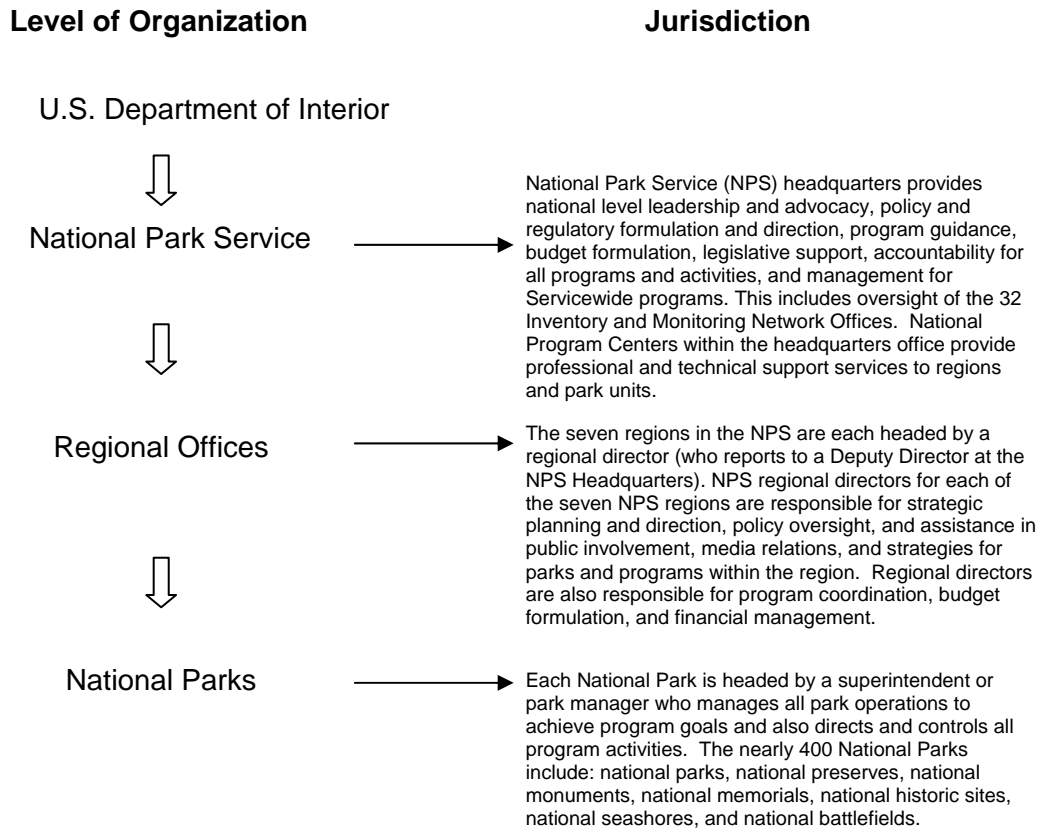 Level of Organization
Jurisdiction
U.S. Department of Interior
National Park Service
National Park Service (NPS) headquarters provides
national level leadership and advocacy, policy and
regulatory formulation and direction, program guidance,
budget formulation, legislative support, accountability for
all programs and activities, and management for
Servicewide programs. This includes oversight of the 32
Inventory and Monitoring Network Offices.  National
Program Centers within the headquarters office provide
professional and technical support services to regions
and park units.
Regional Offices
The seven regions in the NPS are each headed by a
regional director (who reports to a Deputy Director at the
NPS Headquarters). NPS regional directors for each of
the seven NPS regions are responsible for strategic
planning and direction, policy oversight, and assistance in
public involvement, media relations, and strategies for
parks and programs within the region.  Regional directors
are also responsible for program coordination, budget
formulation, and financial management.
National Parks
Each National Park is headed by a superintendent or
park manager who manages all park operations to
achieve program goals and also directs and controls all
program activities.  The nearly 400 National Parks
include: national parks, national preserves, national
monuments, national memorials, national historic sites,
national seashores, and national battlefields.